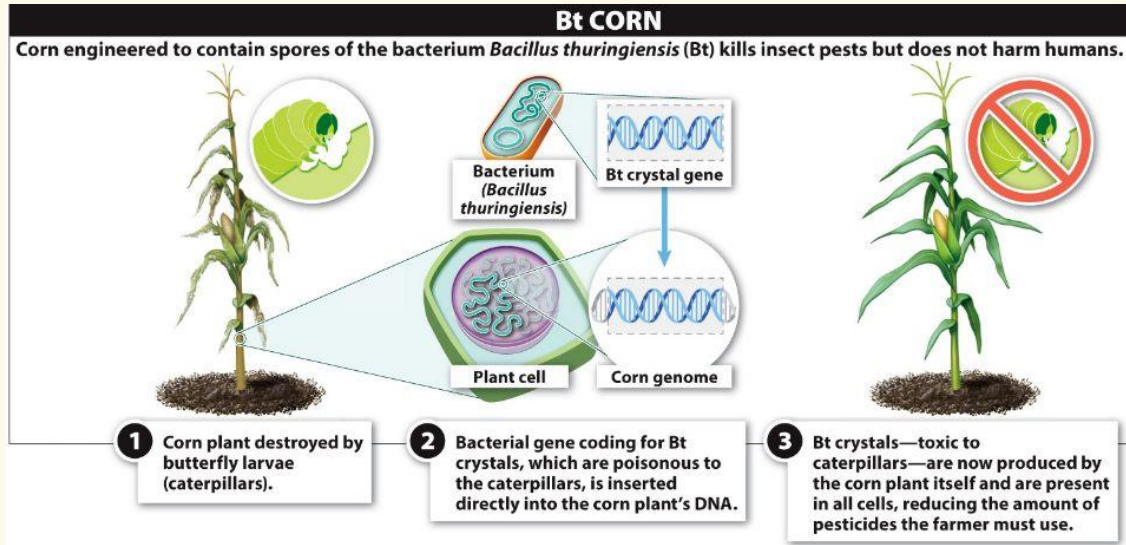 Bt CORN
Corn engineered to contain spores of the bacterium Bacillus thuringiensis (Bt) kills insect pests but does not harm humans.
Bacterium
(Bacillus
thuringiensis)
Bt crystal gene
Plant cell
Corn genome
1
Corn plant destroyed by
butterfly larvae
(caterpillars).
2
Bacterial gene coding for Bt
crystals, which are poisonous to
the caterpillars, is inserted
directly into the corn plant’s DNA.
3
Bt crystals—toxic to
caterpillars—are now produced by
the corn plant itself and are present
in all cells, reducing the amount of
pesticides the farmer must use.